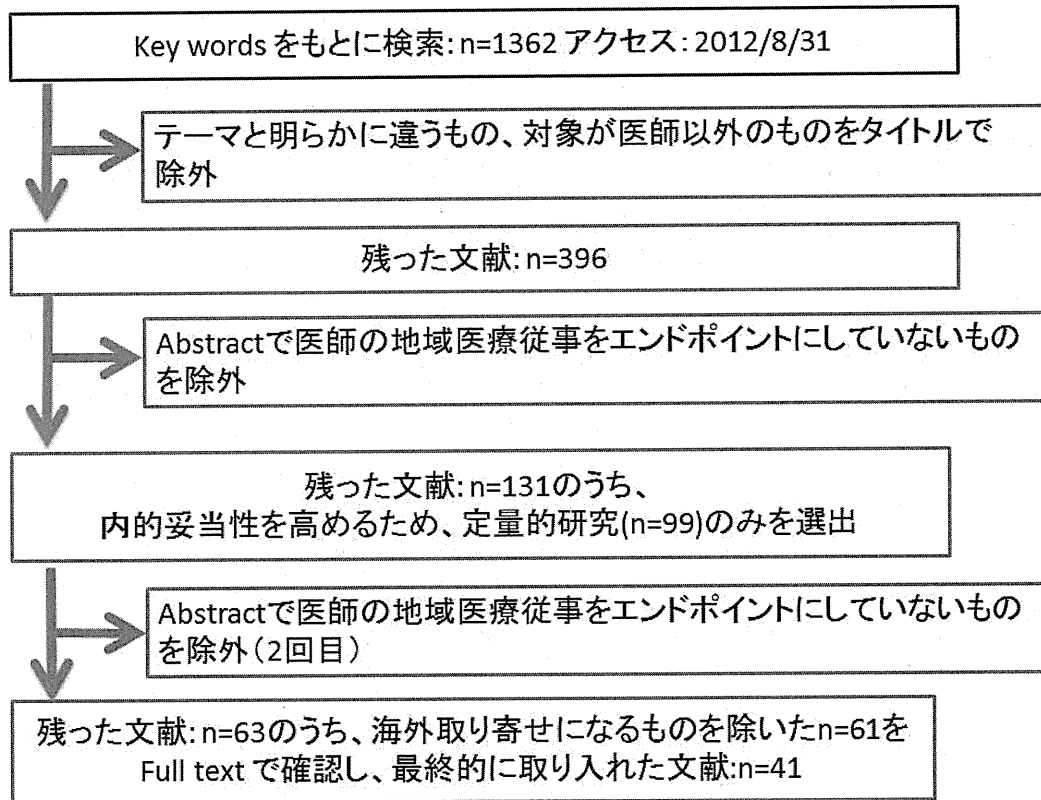 Key words をもとに検索: n=1362 アクセス: 2012/8/31
テーマと明らかに違うもの、対象が医師以外のものをタイトルで
除外
残った文献: n=396
Abstractで医師の地域医療従事をエンドポイントにしていないもの
を除外
残った文献: n=131のうち、
内的妥当性を高めるため、定量的研究(n=99)のみを選出
Abstractで医師の地域医療従事をエンドポイントにしていないもの
を除外(2回目)
残った文献: n=63のうち、海外取り寄せになるものを除いたn=61を
Full text で確認し、最終的に取り入れた文献:n=41